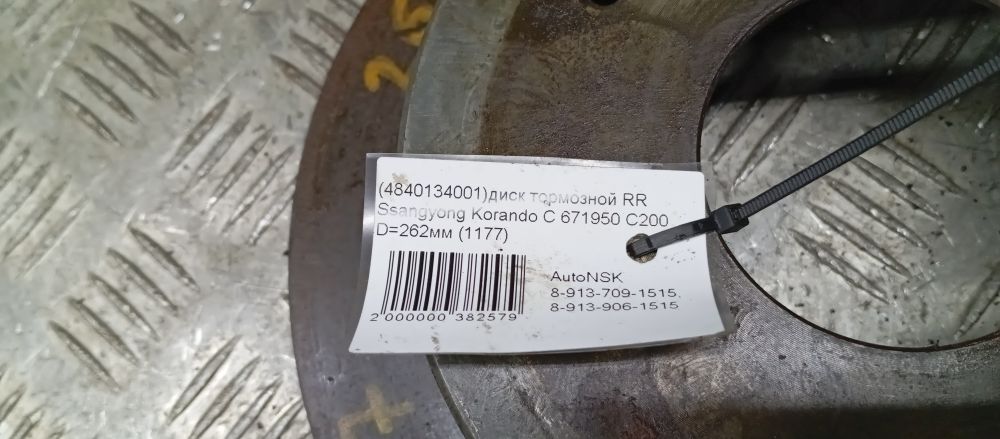 (4840134001)диск тормозной RR
Ssangyong Korando C 671950 C200
D=262мм (1177)
AutoNSK
8-913-709-1515,
8-913-906-1515
2 000000 382579